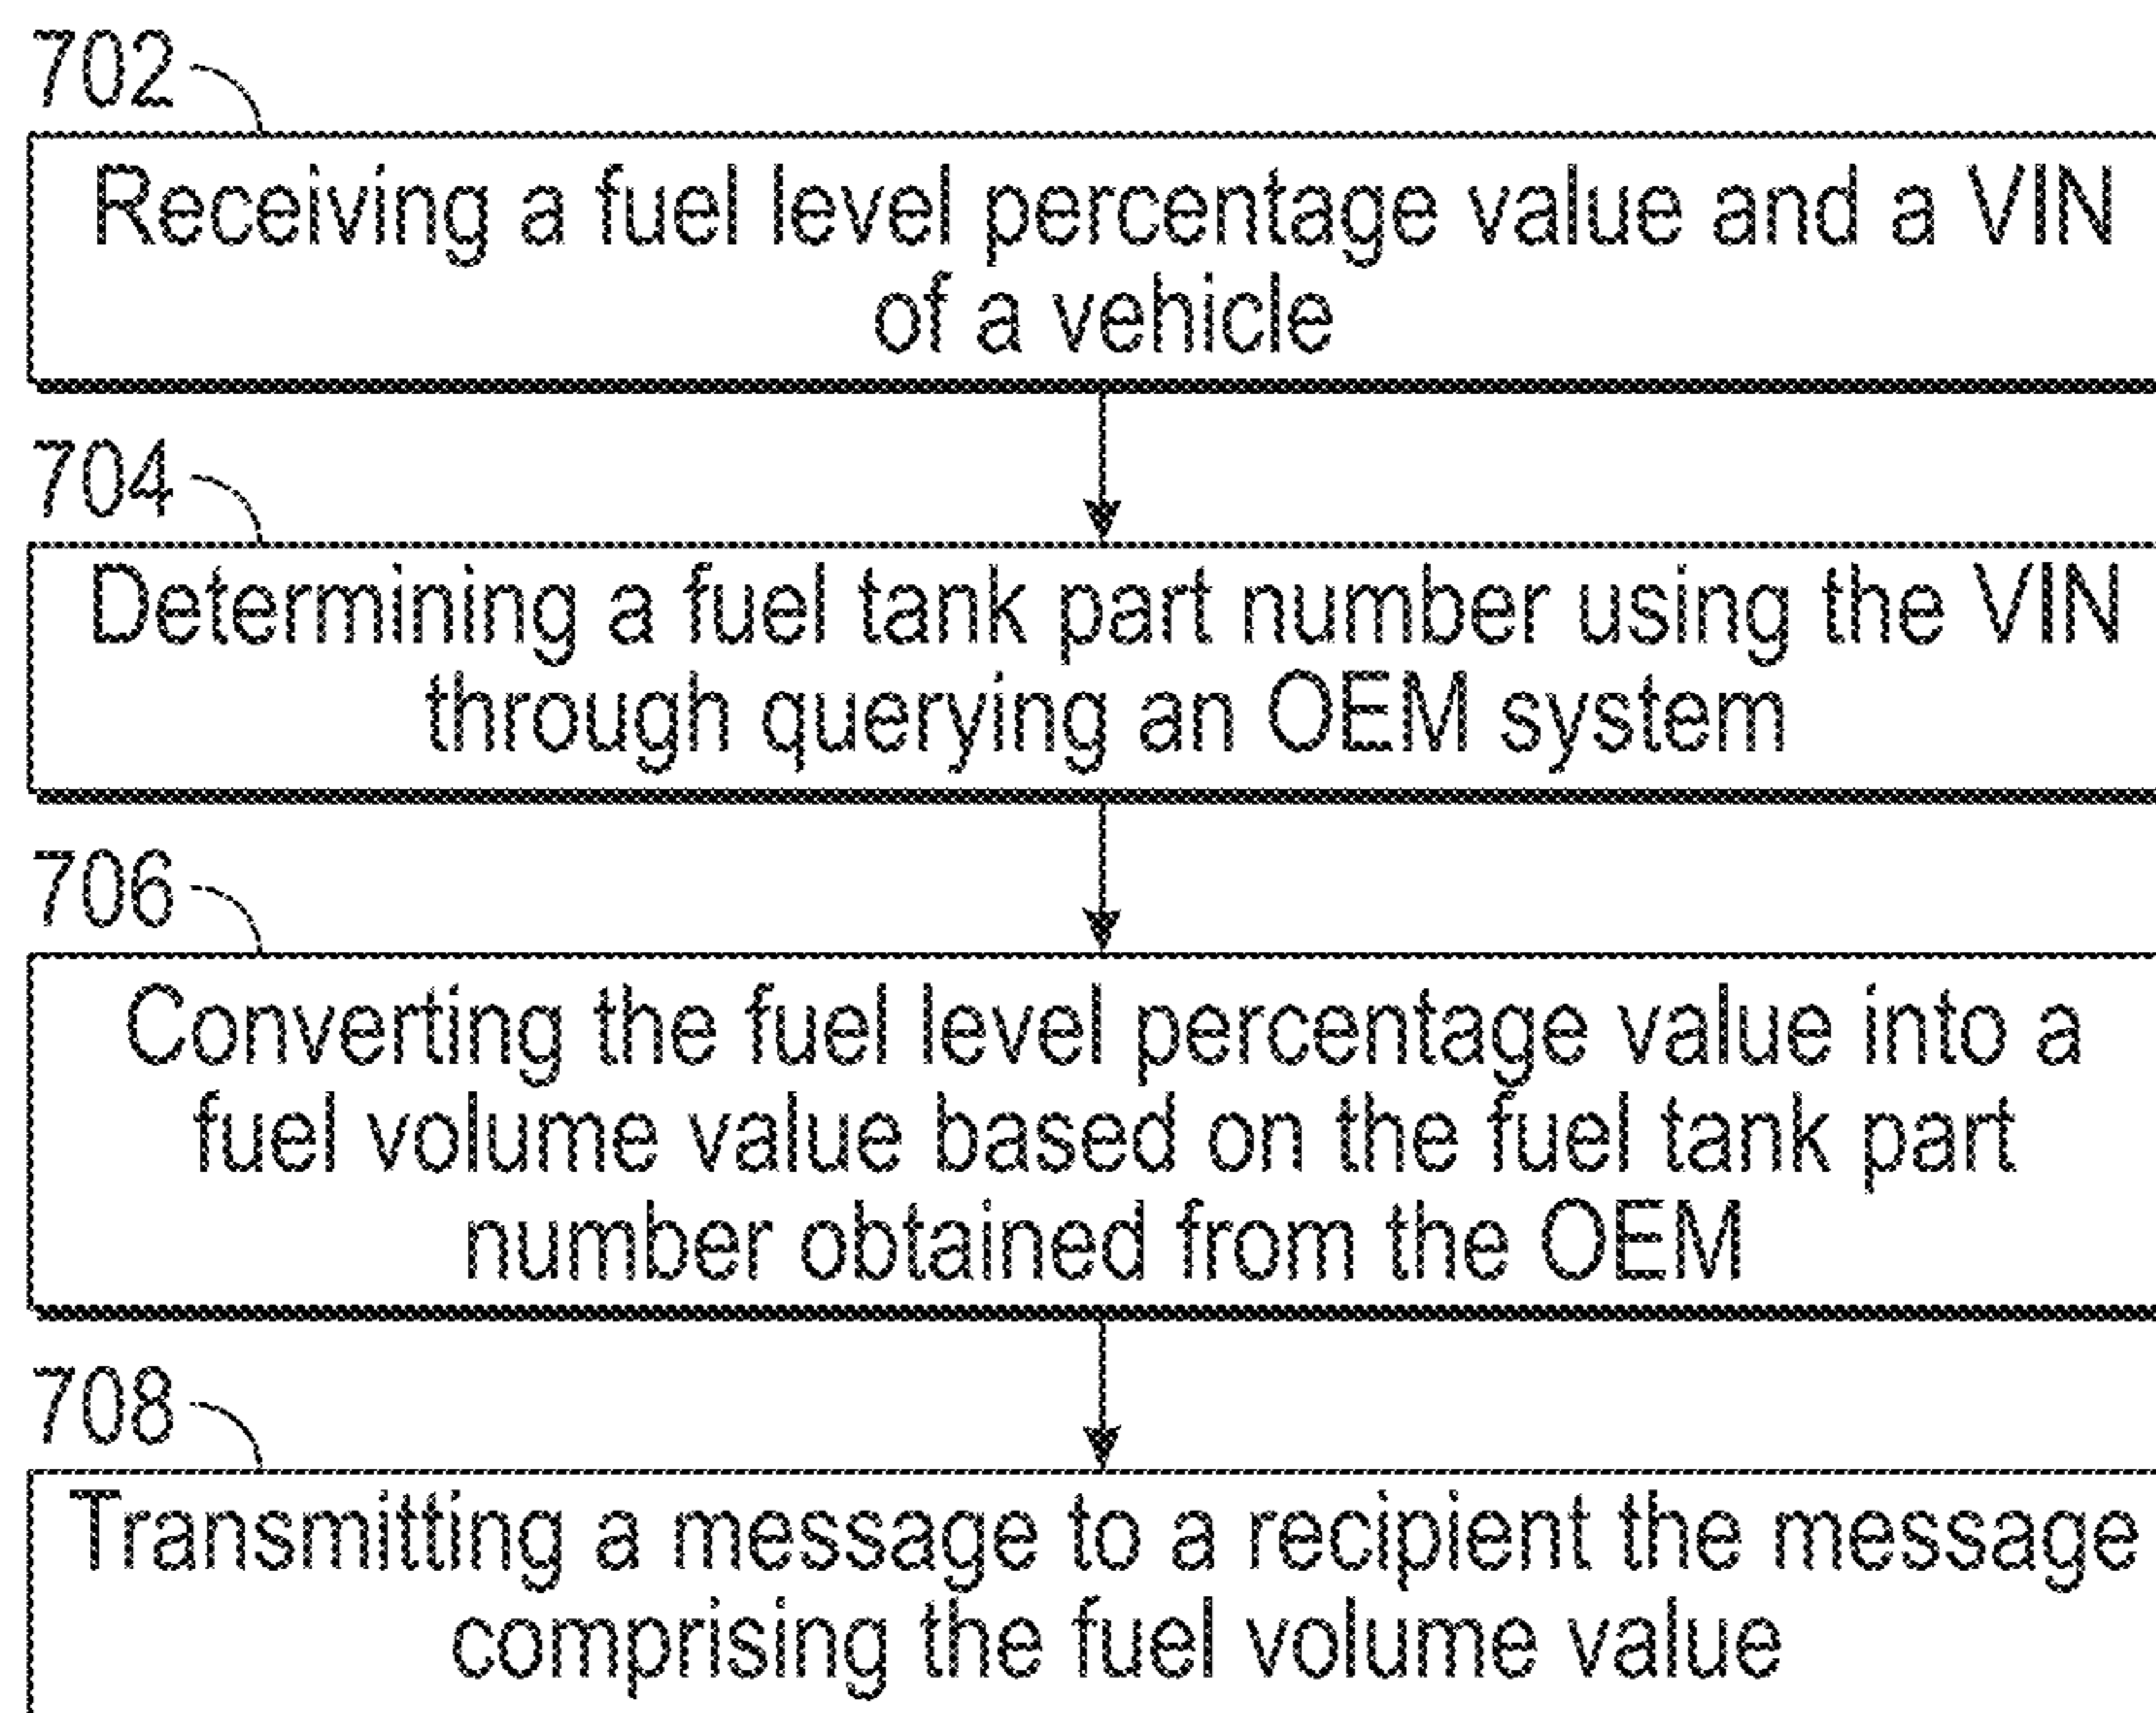 702
Receiving a fuel level percentage value and a VIN
of a vehicle
704
Determining a fuel tank part number using the VIN
through querying an OEM system
706
Converting the fuel level percentage value into a
fuel volume value based on the fuel tank part
number obtained from the OEM
708
Transmitting a message to a recipient the message
comprising the fuel volume value